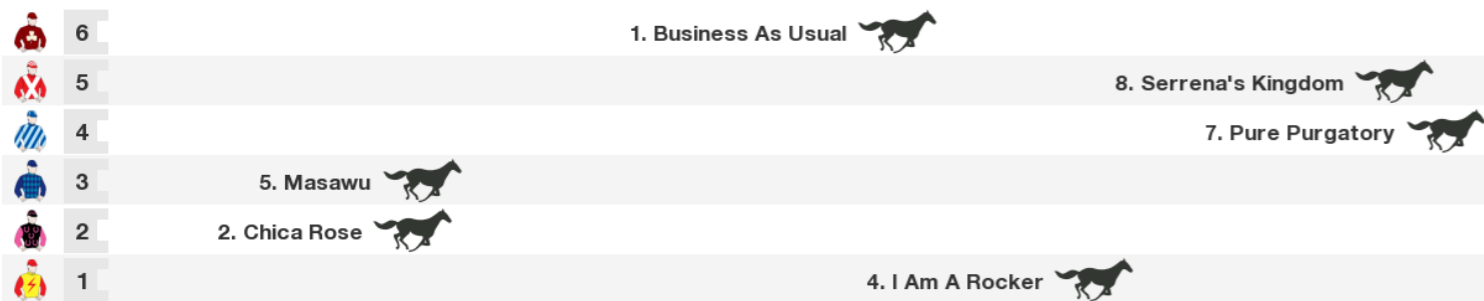 6 1. Business As Usual
5 8. Serrena's Kingdom
4 7. Pure Purgatory
3 5. Masawu
2 2. Chica Rose
1 4. I Am A Rocker